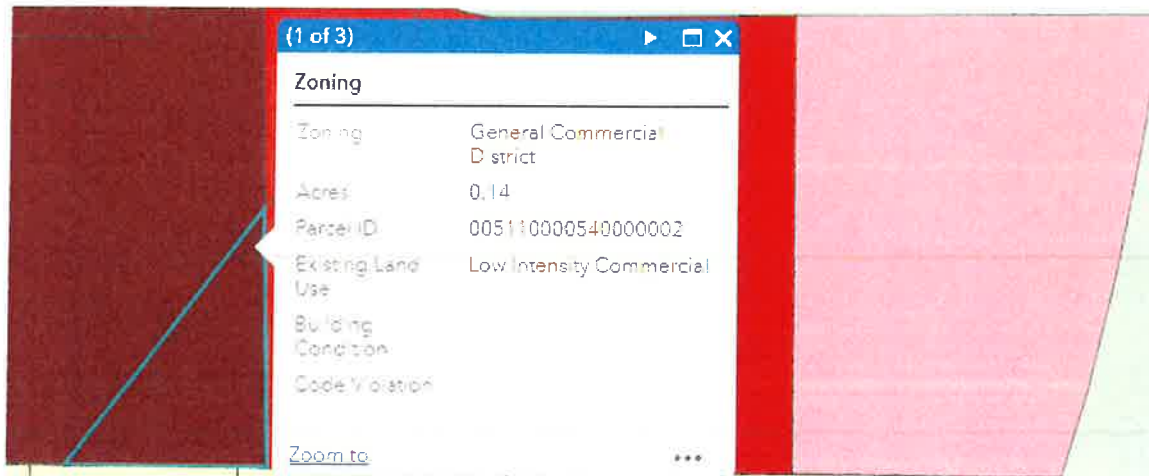 (1 of 3)
Zoning
Zoning General Commercial
District
Acres 0.14
Parcel ID 005110000540000002
Existing Land Low Intensity Commercial
Use
Building
Condition
Code Violation
Zoom to